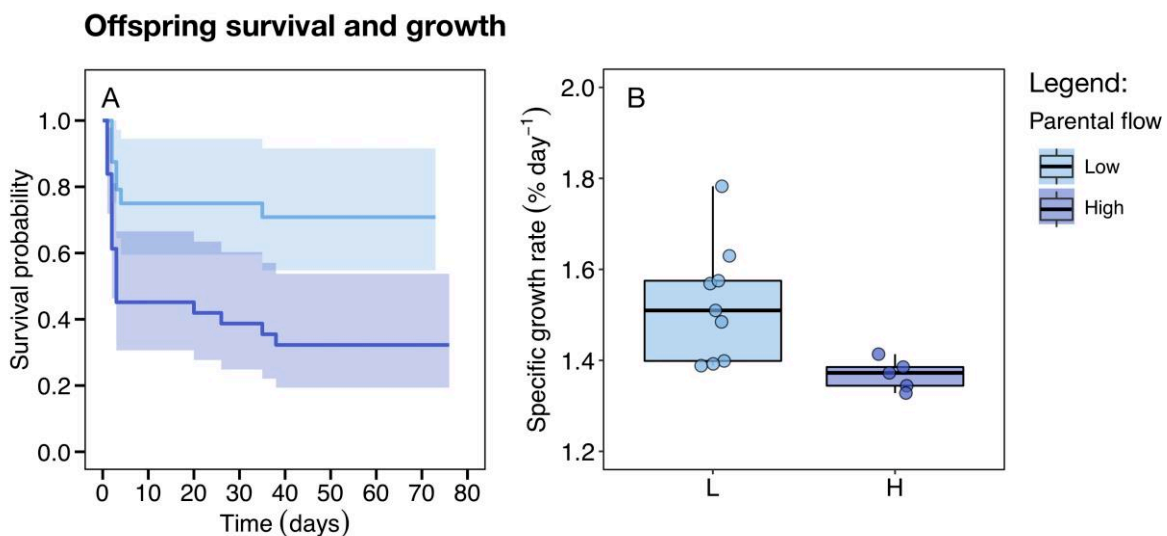 Offspring survival and growth
A
Survival probability
1.0
0.8
0.6
0.4
0.2
0.0
0 10 20 30 40 50 60 70 80
Time (days)
B
Specific growth rate (% day⁻¹)
2.0
1.8
1.6
1.4
1.2
L H
Legend:
Parental flow
Low
High